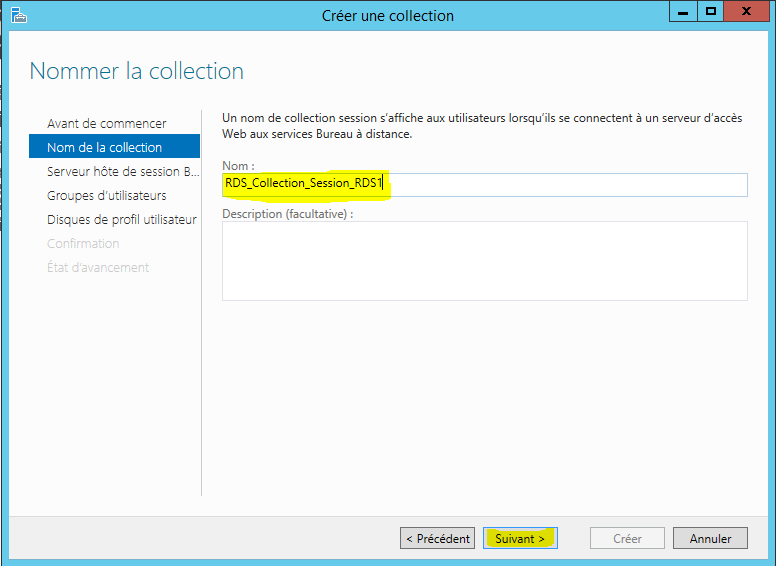 Créer une collection
Nommer la collection
Avant de commencer
Nom de la collection
Serveur hôte de session B...
Groupes d'utilisateurs
Disques de profil utilisateur
Confirmation
État d'avancement
Un nom de collection session s'affiche aux utilisateurs lorsqu'ils se connectent à un serveur d'accès
Web aux services Bureau à distance.
Nom :
RDS_Collection_Session_RDS1
Description (facultative) :
< Précédent
Suivant >
Créer
Annuler